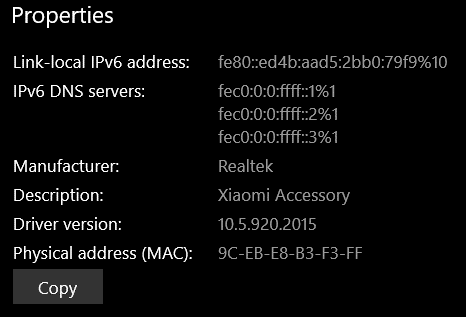 Properties
Link-local IPv6 address: fe80::ed4b:aad5:2bb0:79f9%10
IPv6 DNS servers: fec0:0:0:ffff::1%1
fec0:0:0:ffff::2%1
fec0:0:0:ffff::3%1
Manufacturer: Realtek
Description: Xiaomi Accessory
Driver version: 10.5.920.2015
Physical address (MAC): 9C-EB-E8-B3-F3-FF
Copy